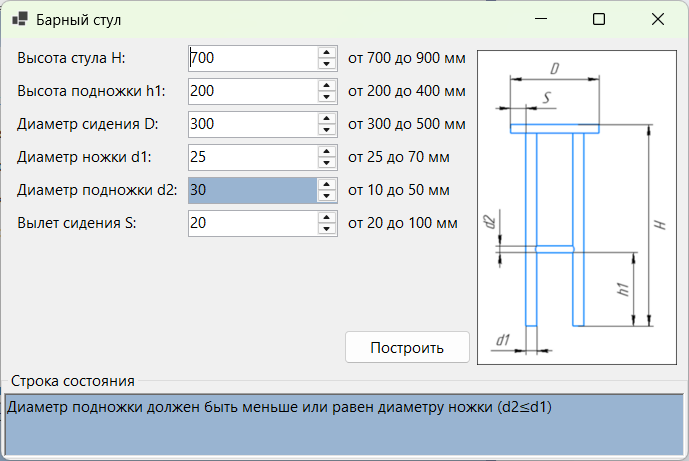 Барный стул
Высота стула H: 700 от 700 до 900 мм
Высота подножки h1: 200 от 200 до 400 мм
Диаметр сидения D: 300 от 300 до 500 мм
Диаметр ножки d1: 25 от 25 до 70 мм
Диаметр подножки d2: 30 от 10 до 50 мм
Вылет сидения S: 20 от 20 до 100 мм
D
S
d2
H
h1
d1
Построить
Строка состояния
Диаметр подножки должен быть меньше или равен диаметру ножки (d2≤d1)